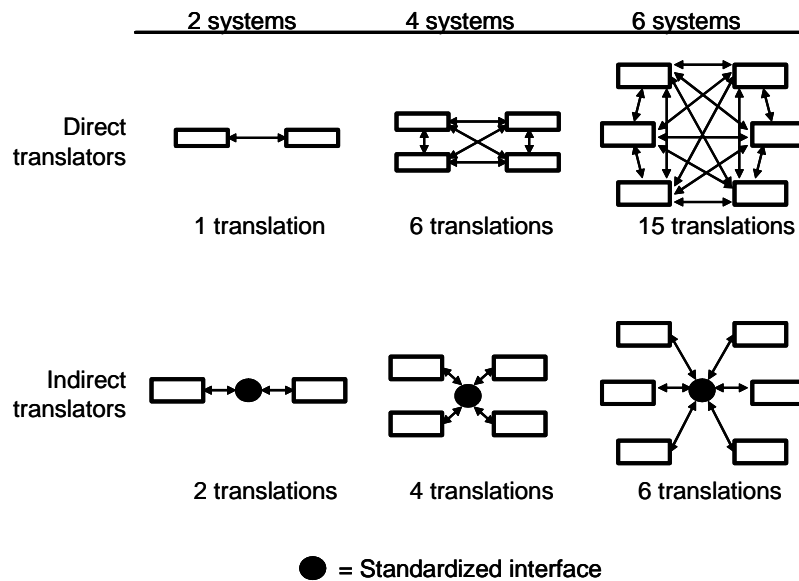 2 systems 4 systems 6 systems
Direct
translators
1 translation 6 translations 15 translations
Indirect
translators
2 translations 4 translations 6 translations
= Standardized interface